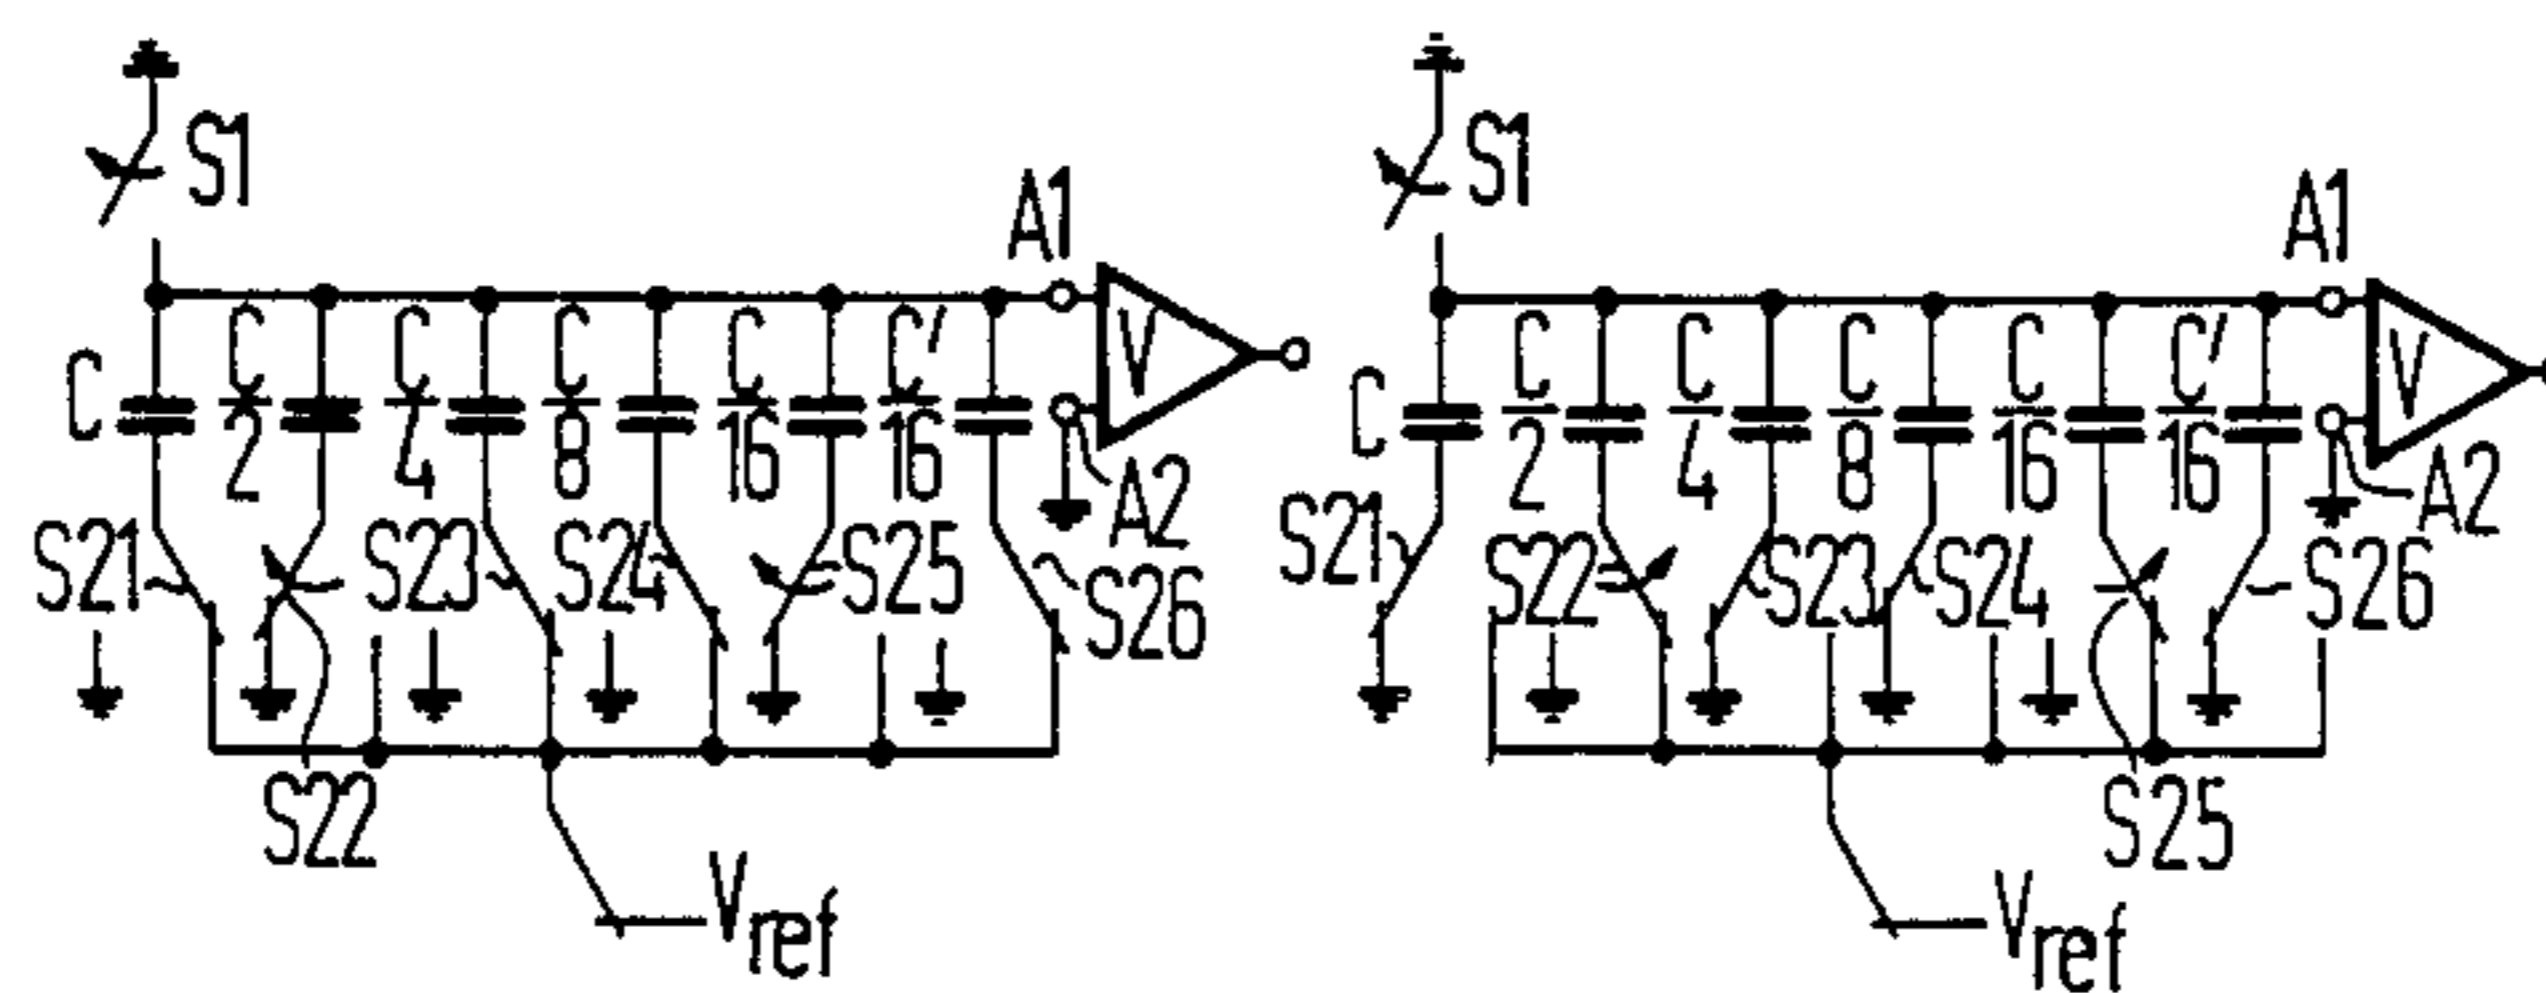 S1
A1
C
C/2
C/4
C/8
C/16
C'/16
V
A2
S21
S23
S24
S25
S26
S22
Vref
S1
A1
C
C/2
C/4
C/8
C/16
C'/16
V
A2
S21
S22
S23
S24
S26
S25
Vref